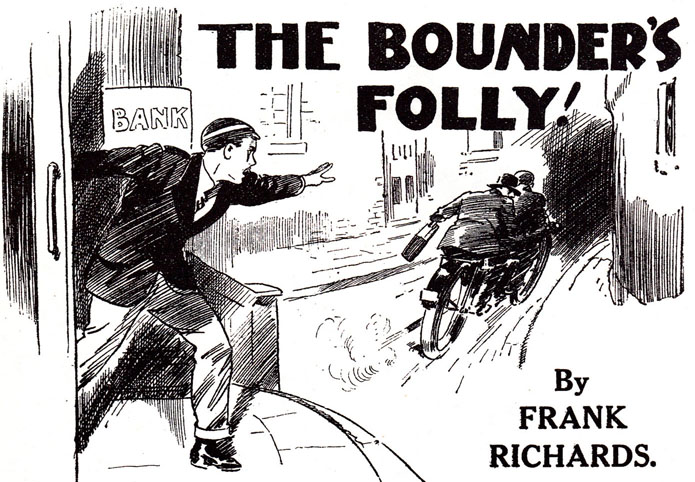 THE BOUNDER'S
FOLLY!
BANK
By
FRANK
RICHARDS.